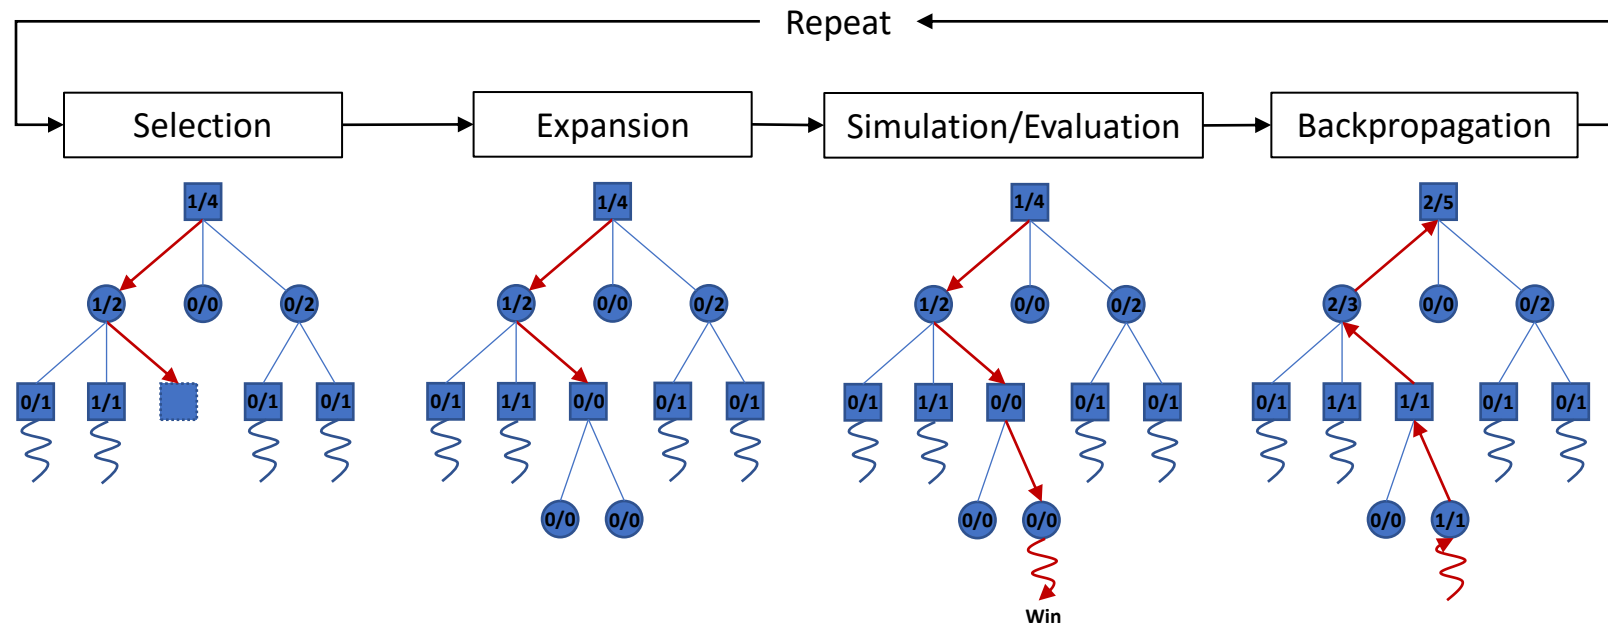 Repeat
Selection
Expansion
Simulation/Evaluation
Backpropagation
1/4
1/4
1/4
2/5
1/2 0/0 0/2
1/2 0/0 0/2
1/2 0/0 0/2
2/3 0/0 0/2
0/1 1/1 0/1 0/1
0/1 1/1 0/0 0/1 0/1
0/1 1/1 0/0 0/1 0/1
0/1 1/1 1/1 0/1 0/1
0/0 0/0
0/0 0/0
0/0 1/1
Win